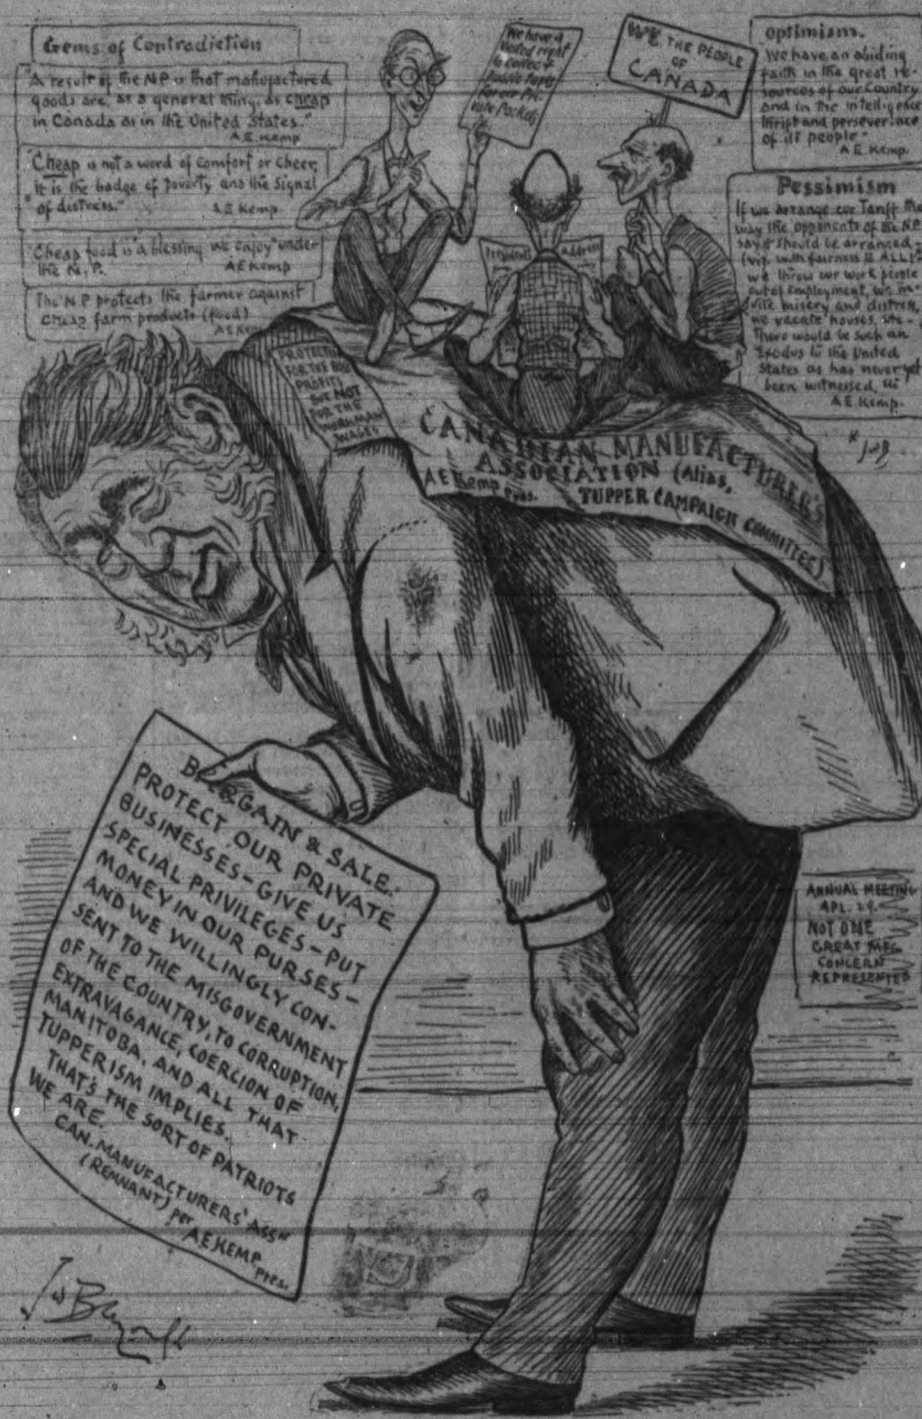 Gems of Contradiction
"A result of the N P is that manufactured
goods are, as a general thing, as cheap
in Canada as in the United States."
A E Kemp
"Cheap is not a word of comfort or cheer,
it is the badge of poverty and the signal
of distress."
A E Kemp
"Cheap food is a blessing we enjoy under
the N. P.
A E Kemp
The N P protects the farmer against
cheap farm products (food)
A E
We have a
vested right
to collect
public taxes
for our Pri-
vate Pockets
WE THE PEOPLE
OF
CANADA
Optimism.
We have an abiding
faith in the great re-
sources of our Country
and in the intelligence
thrift and perseverance
of its people"
A E Kemp.
Pessimism
If we arrange our Tariff the
way the opponents of the N.P.
say it should be arranged,
(viz. with fairness to ALL)
we throw our work people
out of employment, we in-
vite misery and distress,
we vacate houses,
There would be such an
Exodus to the United
States as has never yet
been witnessed,
A E. Kemp.
President's Address
PROTECTION
FOR THE
PROFITS
BUT NOT
FOR THE
WORKMAN
WAGES
CANADIAN MANUFACTURER'S
ASSOCIATION (Alias,
A E Kemp Pres.
TUPPER CAMPAIGN COMMITTEE)
BARGAIN & SALE.
PROTECT OUR PRIVATE
BUSINESSES – GIVE US
SPECIAL PRIVILEGES – PUT
MONEY IN OUR PURSES –
AND WE WILLINGLY CON-
SENT TO THE MISGOVERNMENT
OF THE COUNTRY, TO CORRUPTION,
EXTRAVAGANCE, COERCION OF
MANITOBA. AND ALL THAT
TUPPERISM IMPLIES.
THAT'S THE SORT OF PATRIOTS
WE ARE.
CAN. MANUFACTURERS' ASSN
(REMNANT) per
A E KEMP
Pres.
ANNUAL MEETING
APL. 29.
NOT ONE
GREAT MFG
CONCERN
REPRESENTED